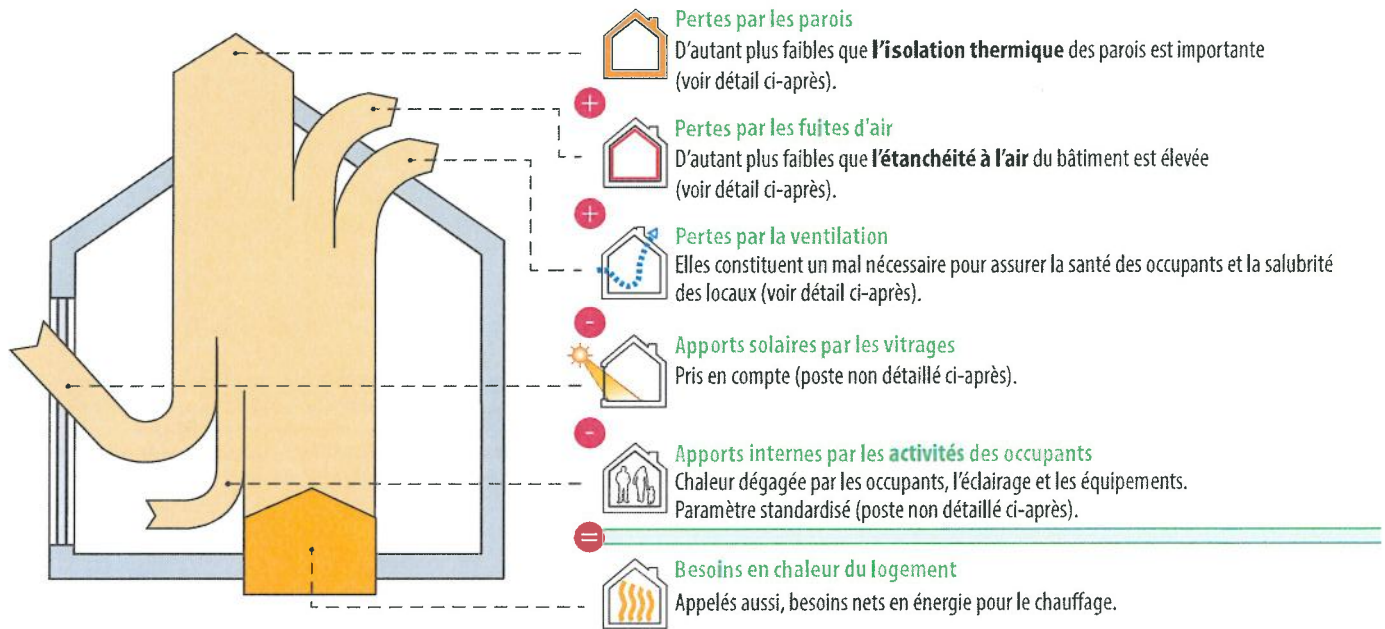 Pertes par les parois
D'autant plus faibles que l'isolation thermique des parois est importante
(voir détail ci-après).
+
Pertes par les fuites d'air
D'autant plus faibles que l'étanchéité à l'air du bâtiment est élevée
(voir détail ci-après).
+
Pertes par la ventilation
Elles constituent un mal nécessaire pour assurer la santé des occupants et la salubrité
des locaux (voir détail ci-après).
-
Apports solaires par les vitrages
Pris en compte (poste non détaillé ci-après).
-
Apports internes par les activités des occupants
Chaleur dégagée par les occupants, l'éclairage et les équipements.
Paramètre standardisé (poste non détaillé ci-après).
=
Besoins en chaleur du logement
Appelés aussi, besoins nets en énergie pour le chauffage.